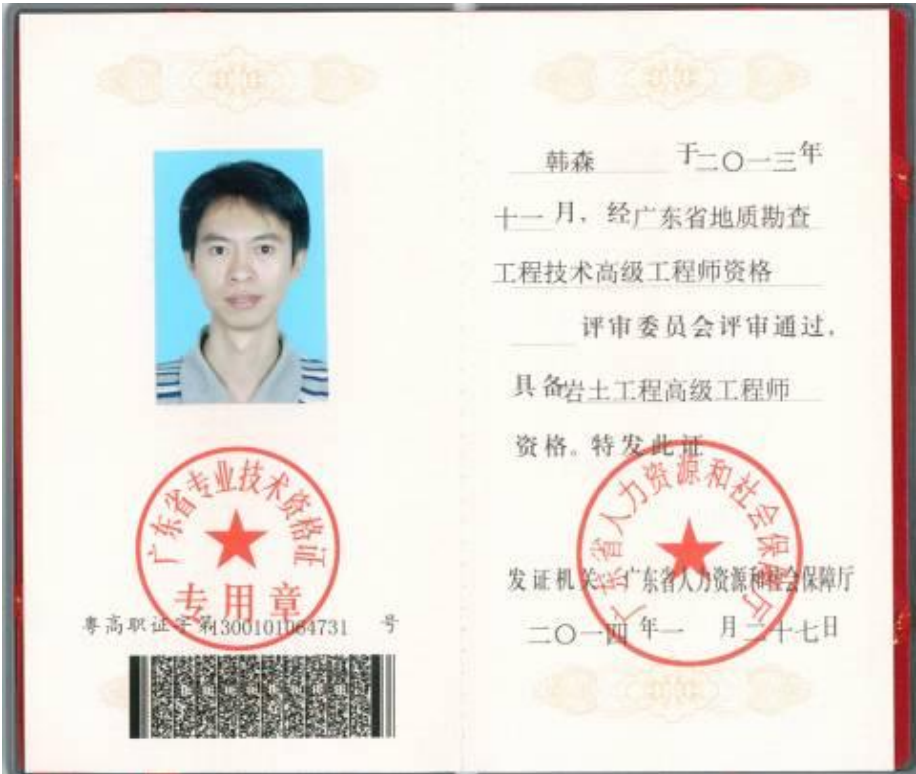 广东省专业技术资格证
专用章
粤高职证字第1300101064731 号
韩森 于二〇一三年
十一月，经广东省地质勘查
工程技术高级工程师资格
评审委员会评审通过，
具备岩土工程高级工程师
资格。特发此证
广东省人力资源和社会保障厅
发证机关：广东省人力资源和社会保障厅
二〇一四年一 月二十七日